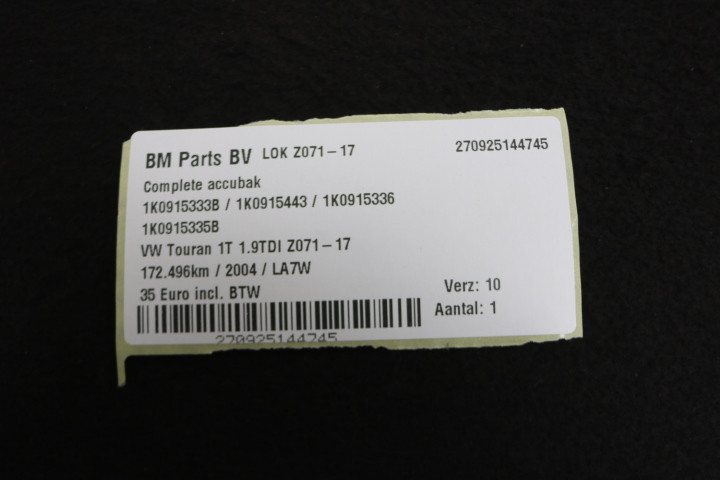 BM Parts BV LOK Z071-17 270925144745
Complete accubak
1K0915333B / 1K0915443 / 1K0915336
1K0915335B
VW Touran 1T 1.9TDI Z071-17
172.496km / 2004 / LA7W
35 Euro incl. BTW Verz: 10
Aantal: 1
270925144745